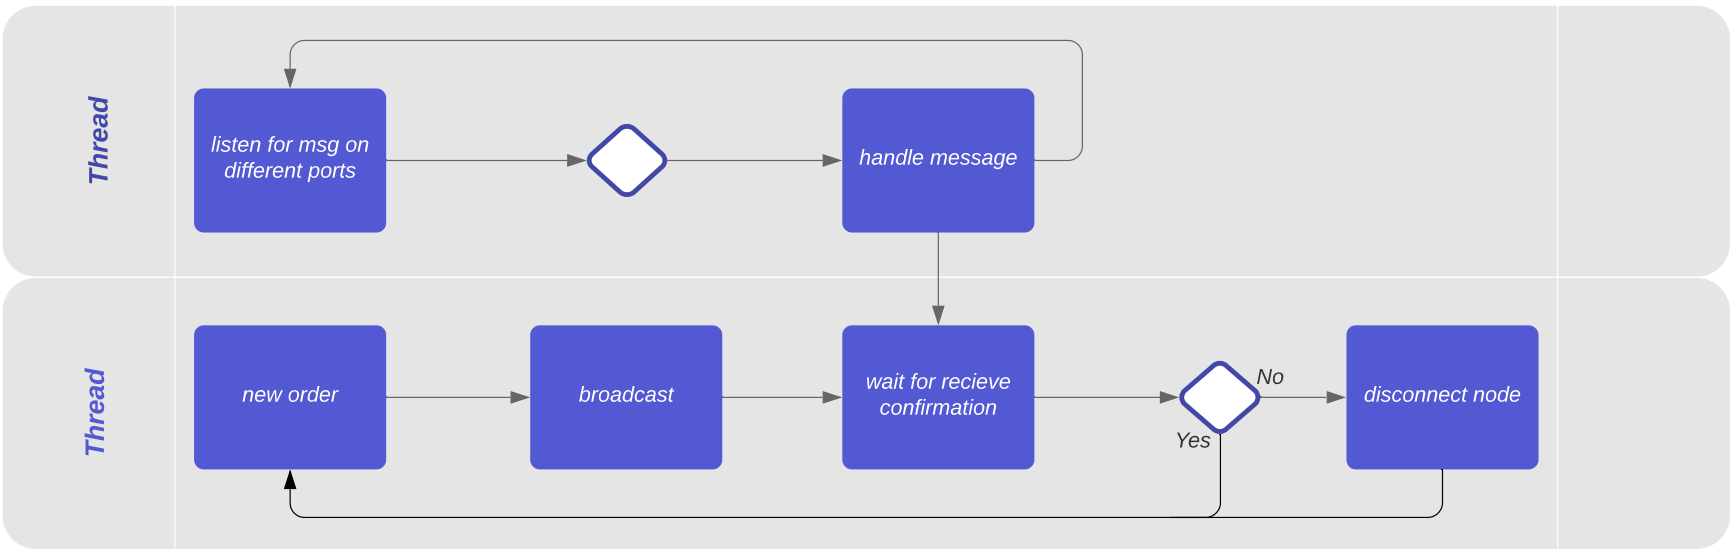 Thread
listen for msg on
different ports
handle message
Thread
new order
broadcast
wait for recieve
confirmation
No
Yes
disconnect node